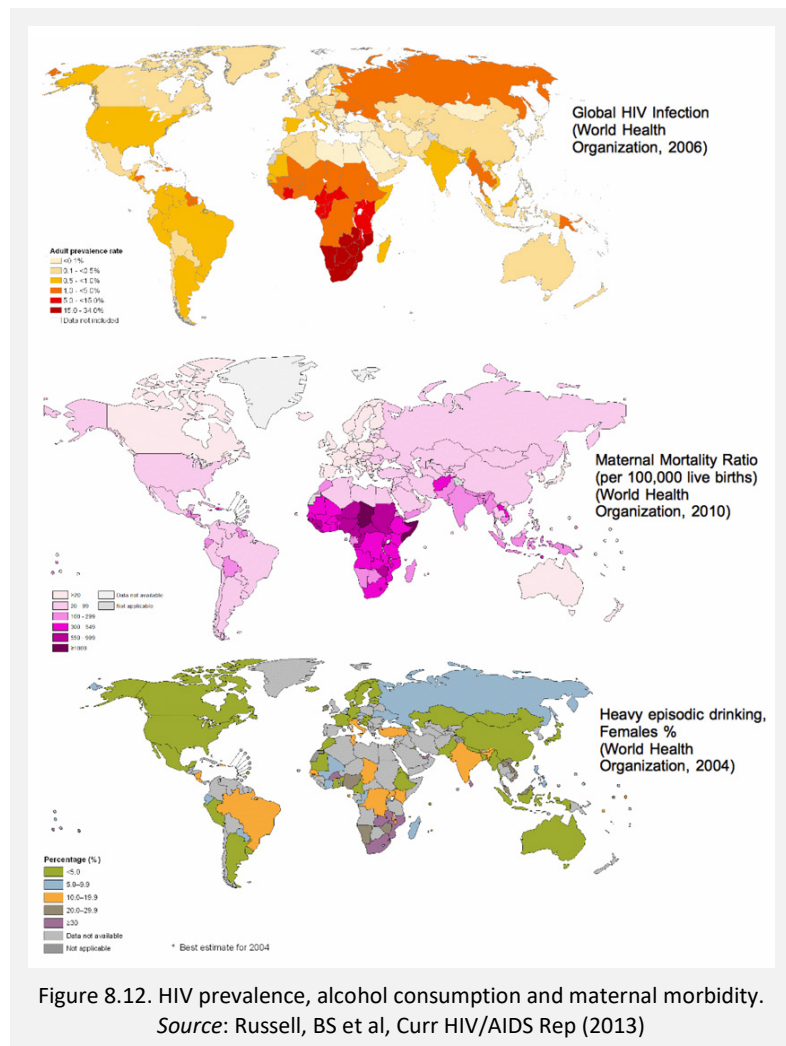 Global HIV Infection
(World Health
Organization, 2006)
Adult prevalence rate
<0.1%
0.1 - <0.5%
0.5 - <1.0%
1.0 - <5.0%
5.0 - <15.0%
15.0 - 34.0%
Data not included
Maternal Mortality Ratio
(per 100,000 live births)
(World Health
Organization, 2010)
20 - 99
100 - 299
300 - 549
550 - 999
≥1000
Data not available
Not applicable
Heavy episodic drinking,
Females %
(World Health
Organization, 2004)
Percentage (%)
<5.0
5.0–9.9
10.0–19.9
20.0–29.9
≥30
Data not available
Not applicable
* Best estimate for 2004
Figure 8.12. HIV prevalence, alcohol consumption and maternal morbidity.
Source: Russell, BS et al, Curr HIV/AIDS Rep (2013)